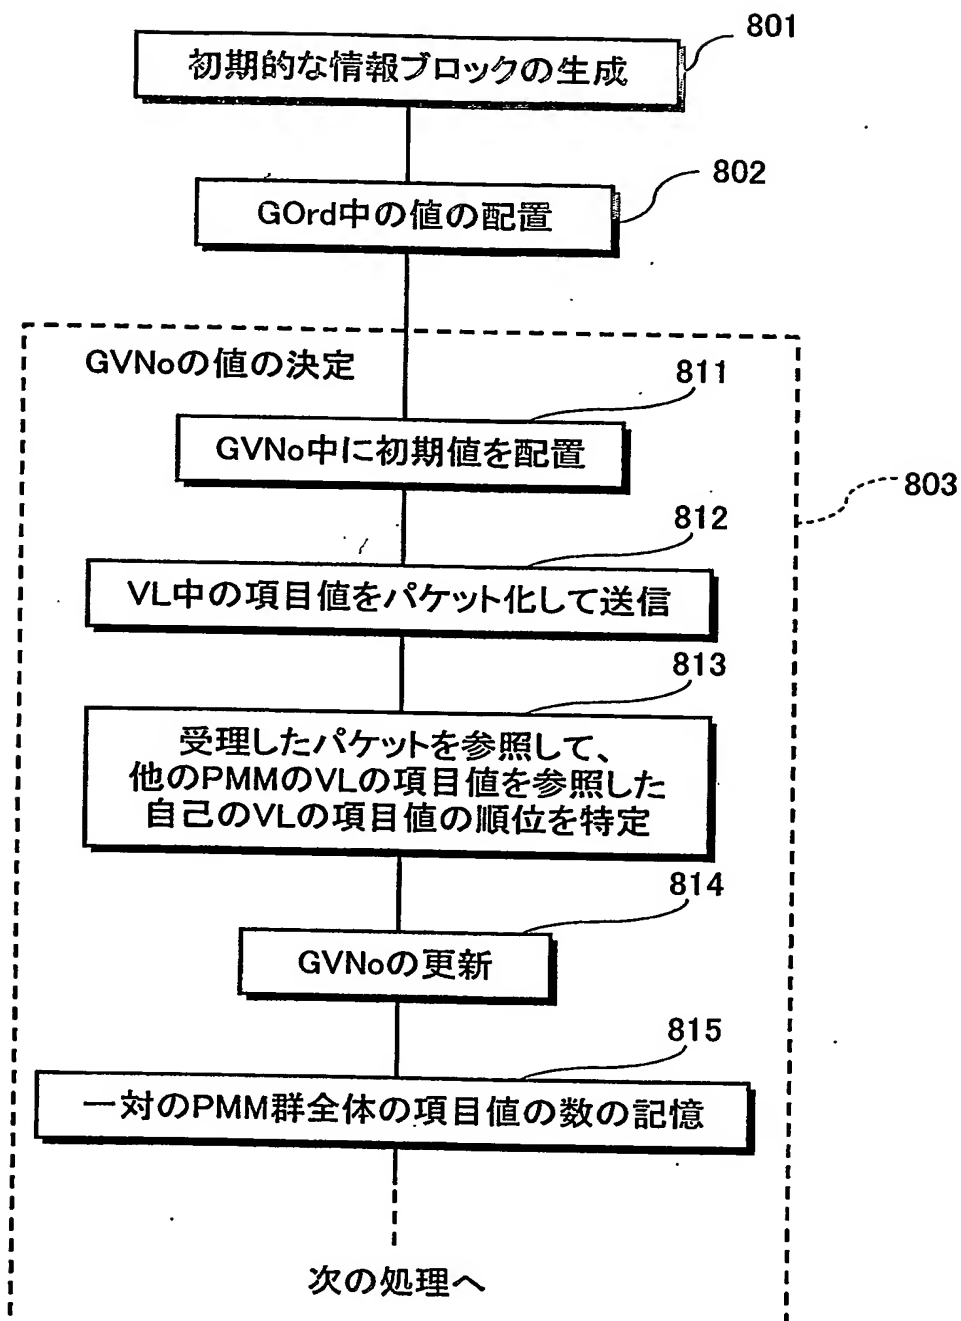 801
初期的な情報ブロックの生成
802
GOrd中の値の配置
GVNoの値の決定
811
GVNo中に初期値を配置
803
812
VL中の項目値をパケット化して送信
813
受理したパケットを参照して、
他のPMMのVLの項目値を参照した
自己のVLの項目値の順位を特定
814
GVNoの更新
815
一対のPMM群全体の項目値の数の記憶
次の処理へ